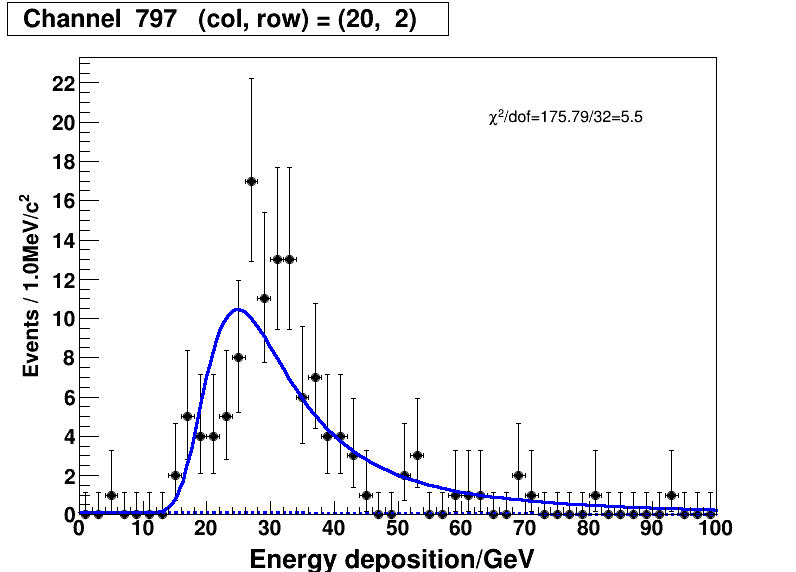 Channel 797 (col, row) = (20, 2)
χ²/dof=175.79/32=5.5
Events / 1.0MeV/c²
22
20
18
16
14
12
10
8
6
4
2
0
0 10 20 30 40 50 60 70 80 90 100
Energy deposition/GeV